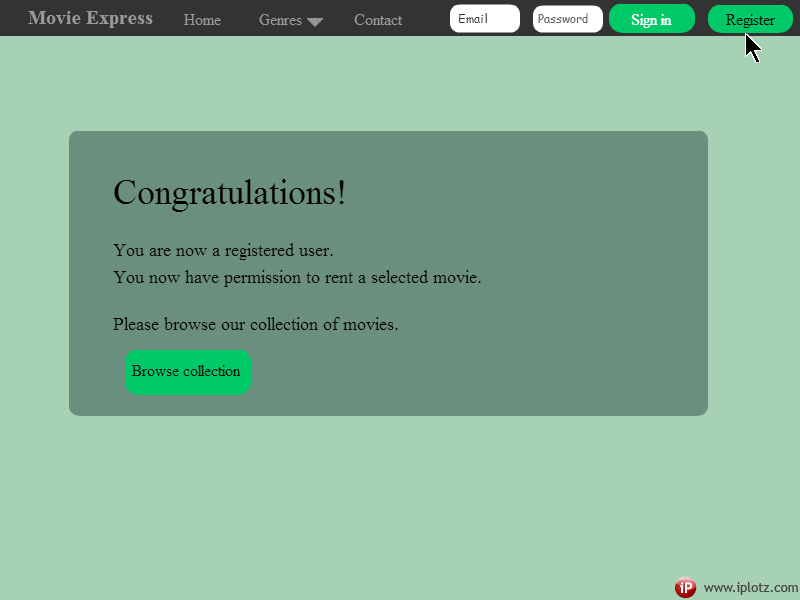 Movie Express Home Genres Contact Email Password Sign in Register
Congratulations!
You are now a registered user.
You now have permission to rent a selected movie.
Please browse our collection of movies.
Browse collection
iP www.iplotz.com